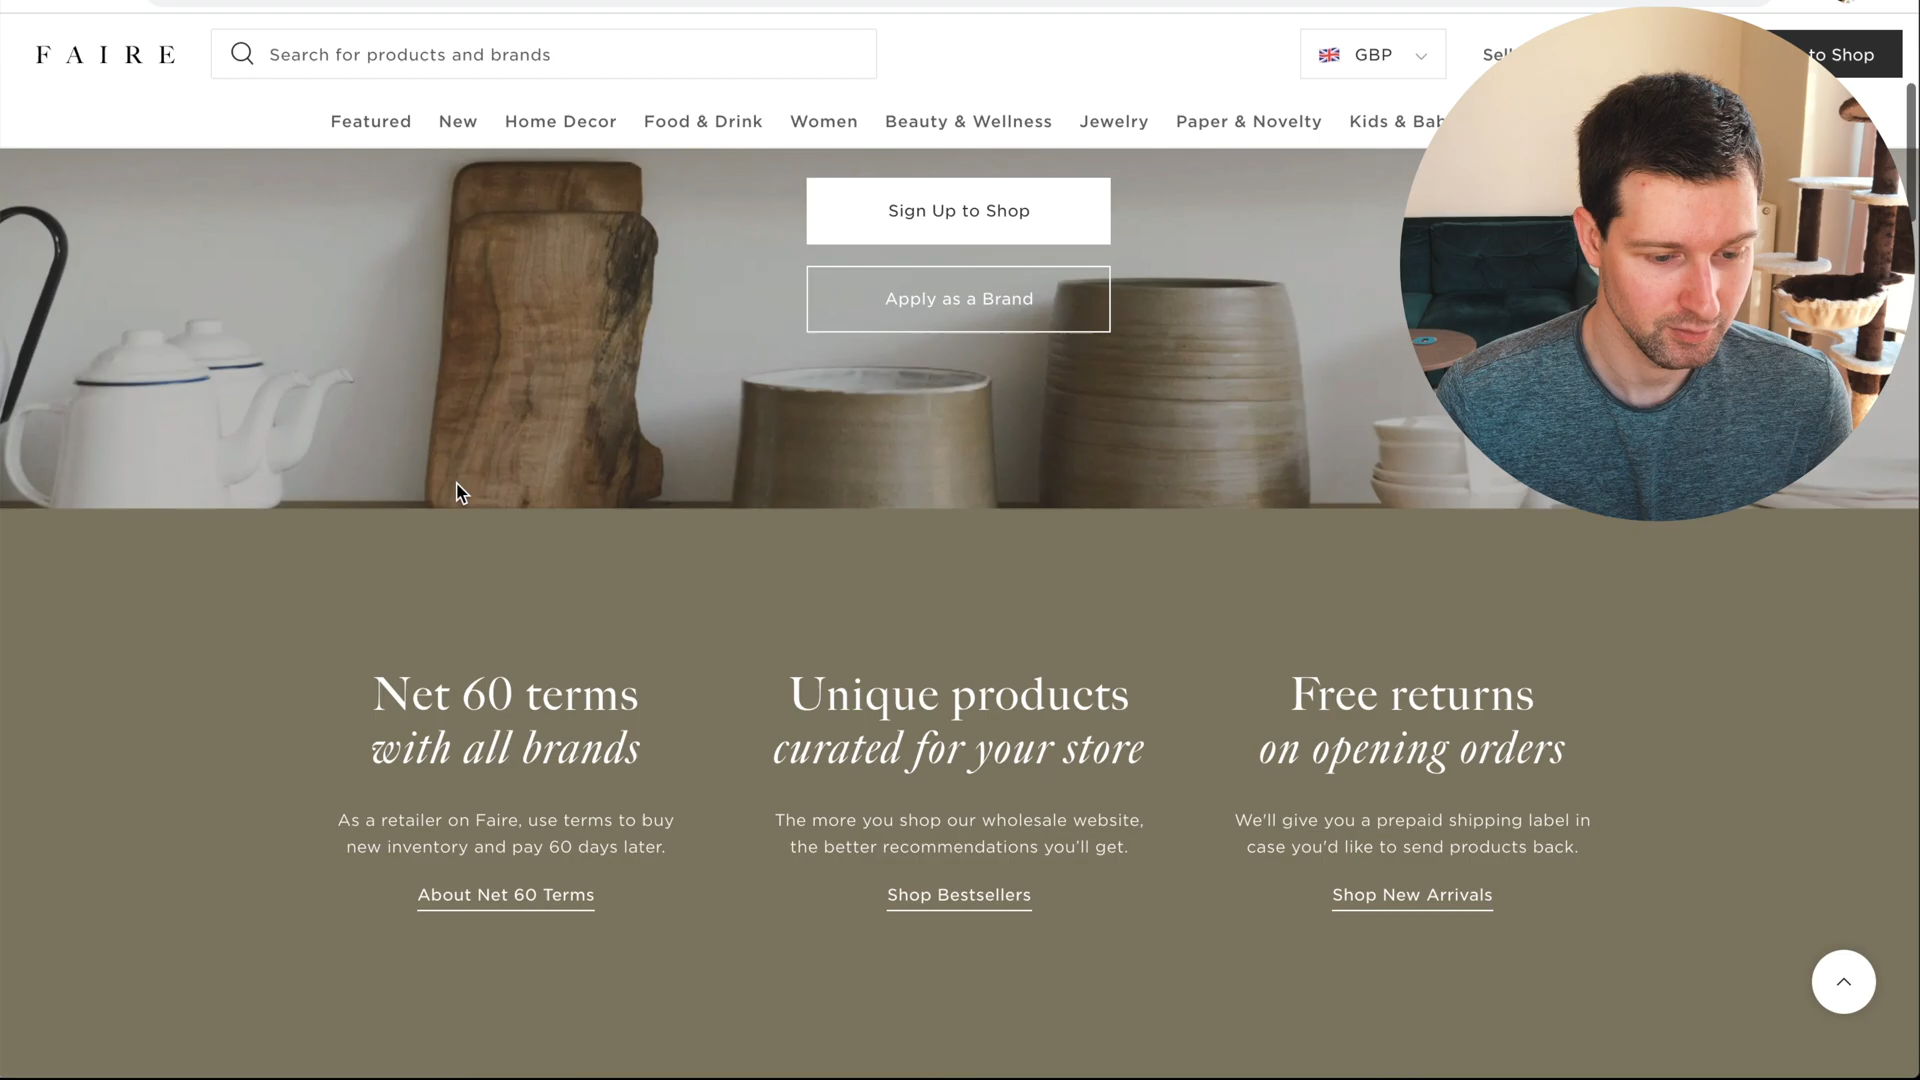 FAIRE
Search for products and brands
GBP
Sel
to Shop
Featured
New
Home Decor
Food & Drink
Women
Beauty & Wellness
Jewelry
Paper & Novelty
Kids & Bab
Sign Up to Shop
Apply as a Brand
Net 60 terms
with all brands
As a retailer on Faire, use terms to buy
new inventory and pay 60 days later.
About Net 60 Terms
Unique products
curated for your store
The more you shop our wholesale website,
the better recommendations you'll get.
Shop Bestsellers
Free returns
on opening orders
We'll give you a prepaid shipping label in
case you'd like to send products back.
Shop New Arrivals